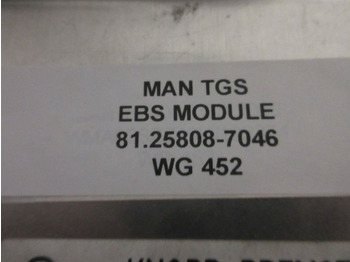 MAN TGS
EBS MODULE
81.25808-7046
WG 452